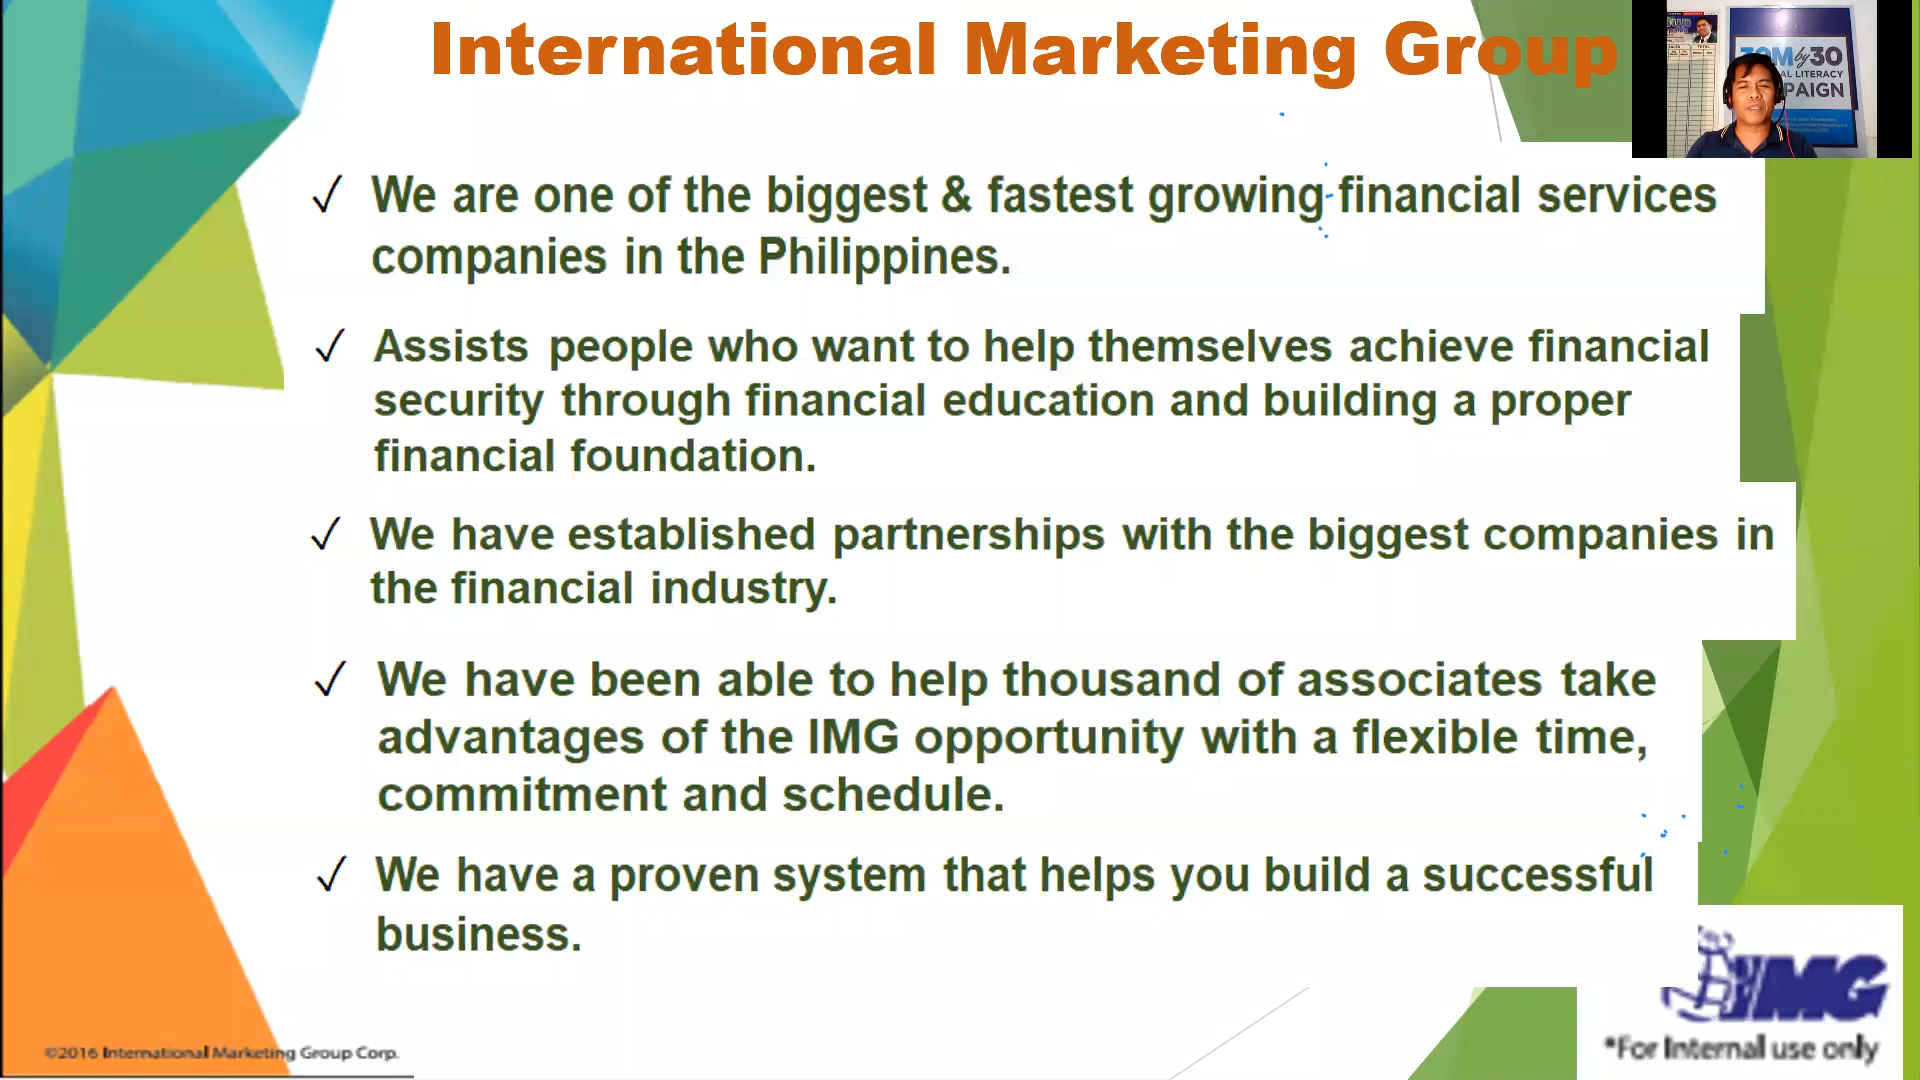 International Marketing Group
✓ We are one of the biggest & fastest growing financial services
companies in the Philippines.
✓ Assists people who want to help themselves achieve financial
security through financial education and building a proper
financial foundation.
✓ We have established partnerships with the biggest companies in
the financial industry.
✓ We have been able to help thousand of associates take
advantages of the IMG opportunity with a flexible time,
commitment and schedule.
✓ We have a proven system that helps you build a successful
business.
IMG
*For Internal use only
©2016 International Marketing Group Corp.
by 30
LITERACY